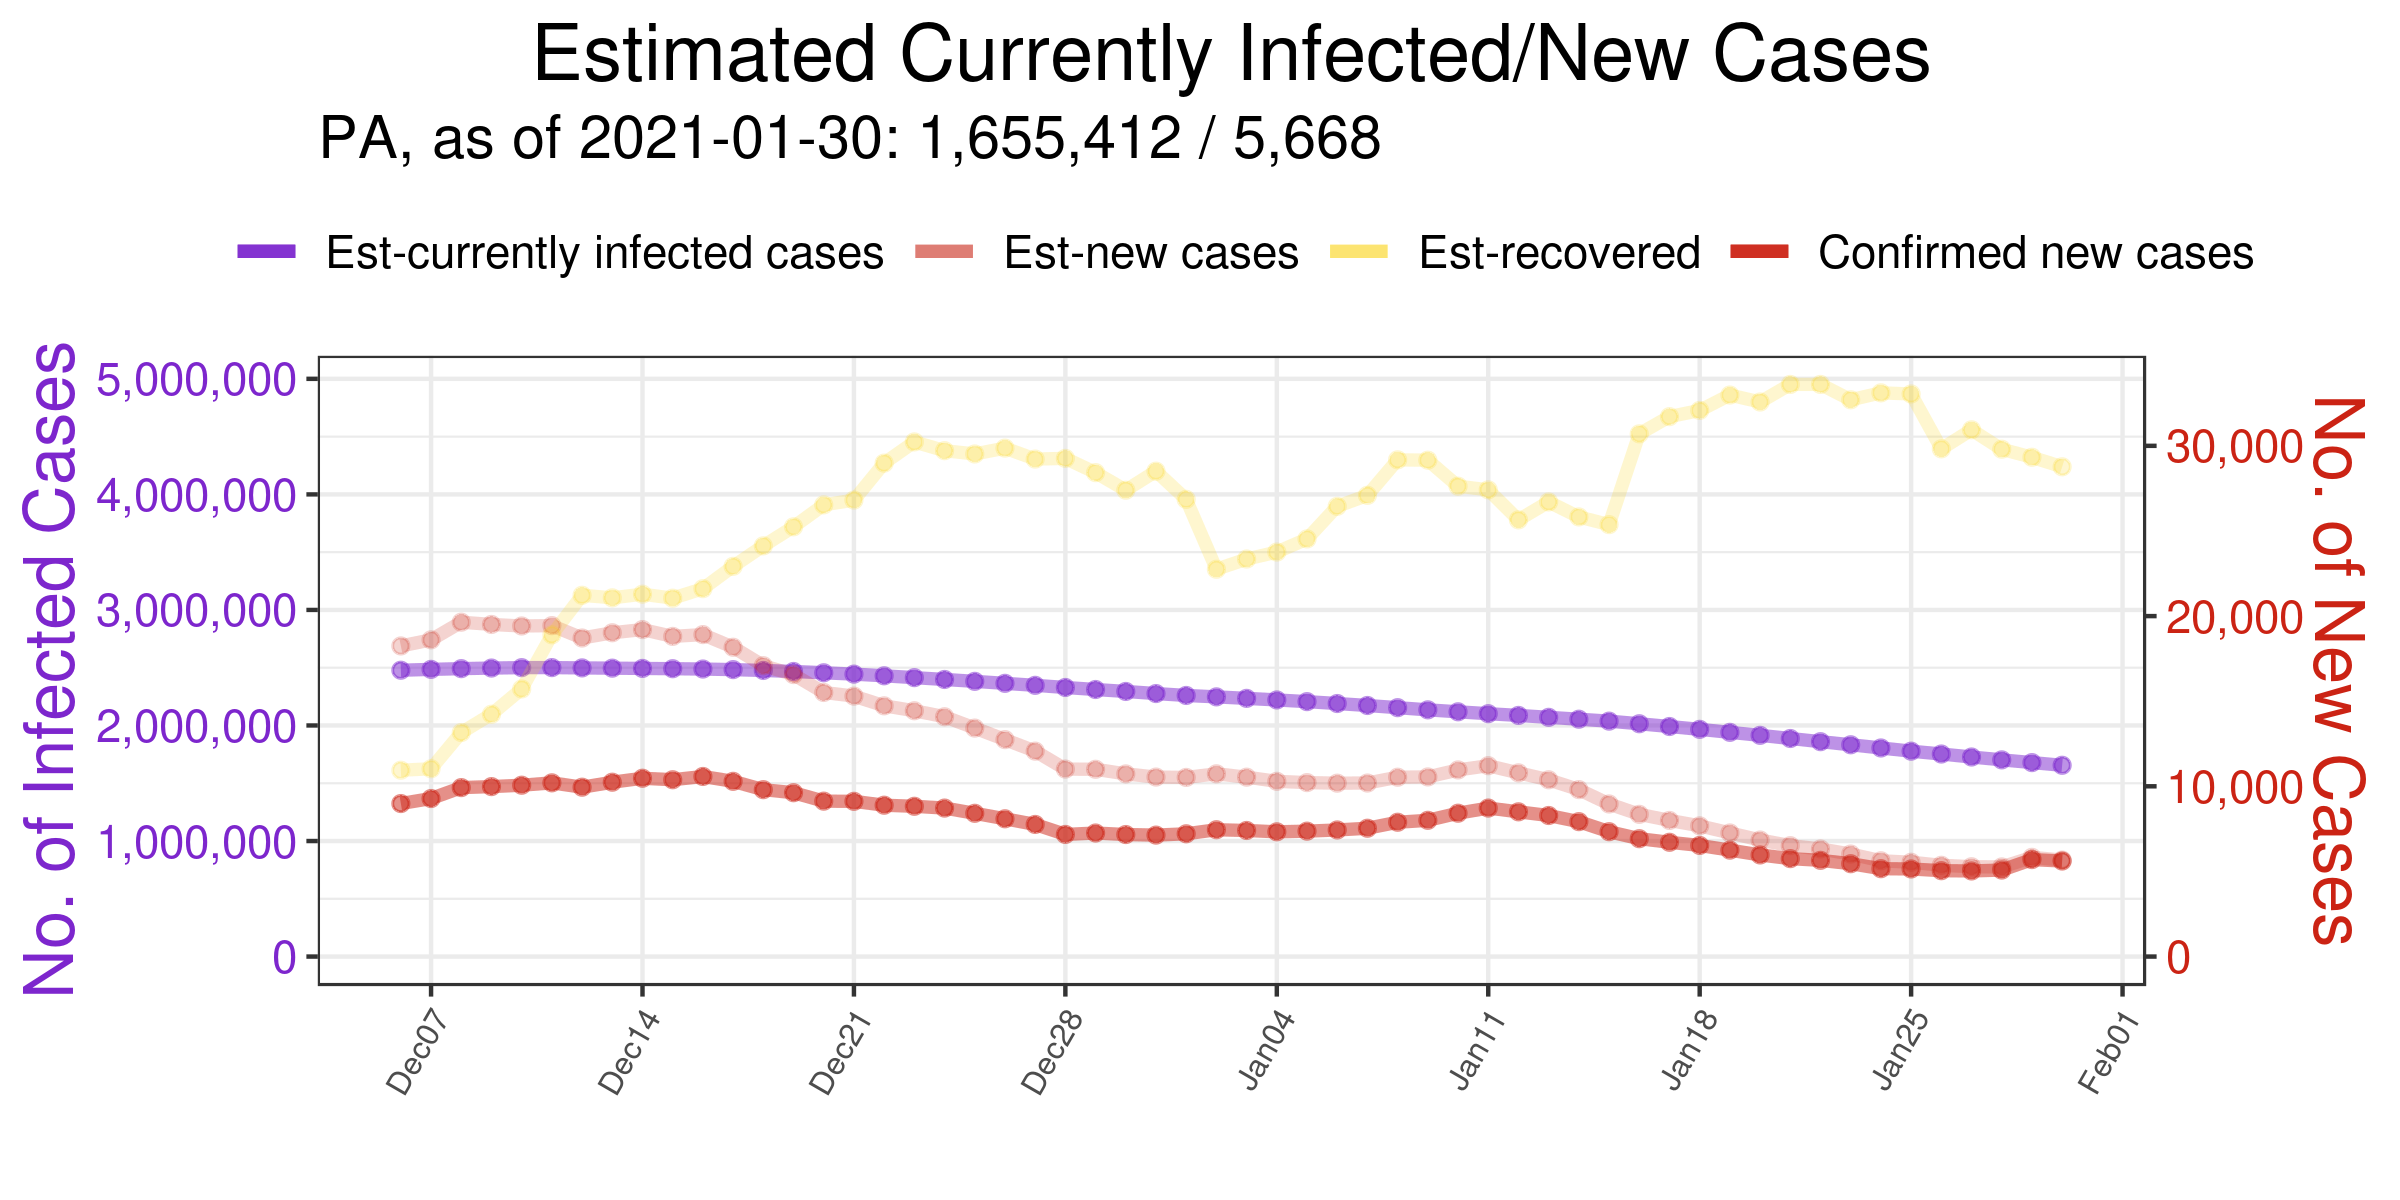 Estimated Currently Infected/New Cases
PA, as of 2021-01-30: 1,655,412 / 5,668
Est-currently infected cases Est-new cases Est-recovered Confirmed new cases
No. of Infected Cases
5,000,000
4,000,000
3,000,000
2,000,000
1,000,000
0
30,000
20,000
10,000
0
No. of New Cases
Dec07 Dec14 Dec21 Dec28 Jan04 Jan11 Jan18 Jan25 Feb01